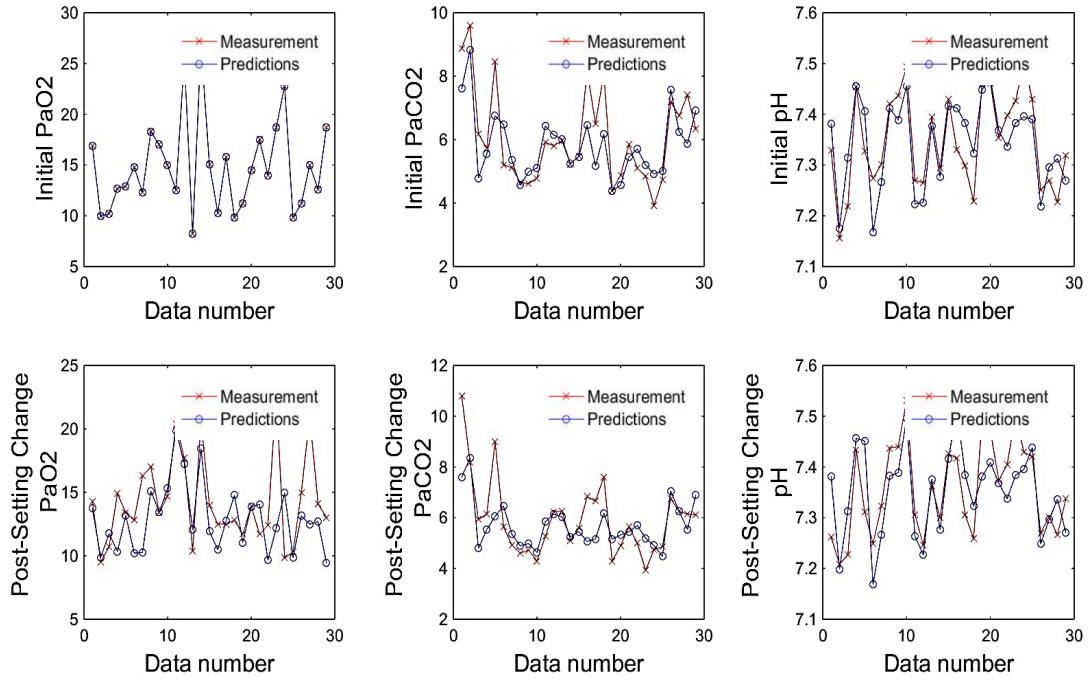 30
25
20
15
10
5
0
10
20
30
Initial PaO2
Data number
Measurement
Predictions
10
8
6
4
2
0
10
20
30
Initial PACO2
Data number
Measurement
Predictions
7.6
7.5
7.4
7.3
7.2
7.1
0
10
20
30
Initial pH
Data number
Measurement
Predictions
25
20
15
10
5
0
10
20
30
Post-Setting Change
PaO2
Data number
Measurement
Predictions
12
10
8
6
4
2
0
10
20
30
Post-Setting Change
PaCO2
Data number
Measurement
Predictions
7.6
7.5
7.4
7.3
7.2
7.1
0
10
20
30
Post-Setting Change
pH
Data number
Measurement
Predictions